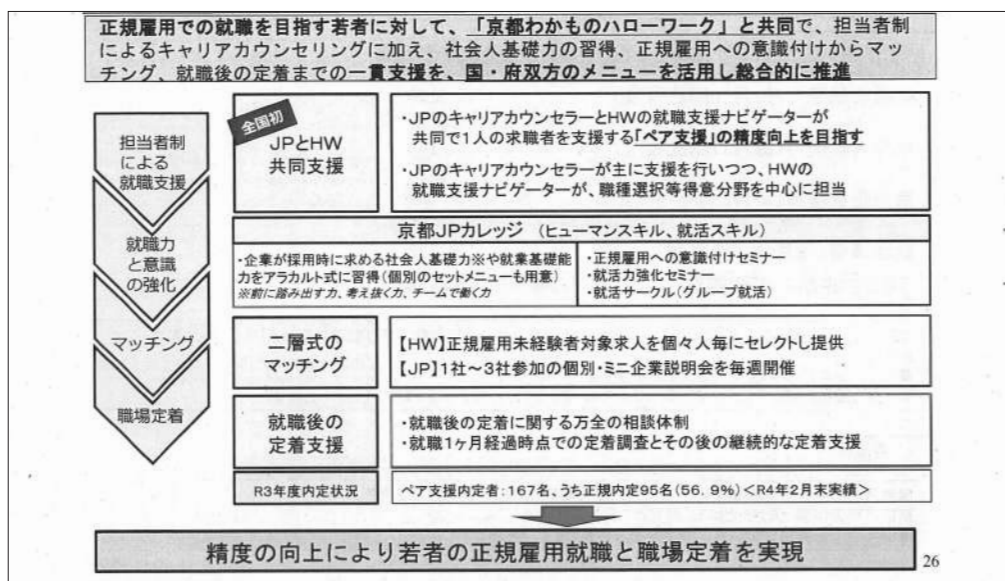 正規雇用での就職を目指す若者に対して、「京都わかものハローワーク」と共同で、担当者制
によるキャリアカウンセリングに加え、社会人基礎力の習得、正規雇用への意識付けからマッ
チング、就職後の定着までの一貫支援を、国・府双方のメニューを活用し総合的に推進
担当者制
による
就職支援
全国初
JPとHW
共同支援
・JPのキャリアカウンセラーとHWの就職支援ナビゲーターが
共同で1人の求職者を支援する「ペア支援」の精度向上を目指す
・JPのキャリアカウンセラーが主に支援を行いつつ、HWの
就職支援ナビゲーターが、職種選択等得意分野を中心に担当
就職力
と意識
の強化
京都JPカレッジ （ヒューマンスキル、就活スキル）
・企業が採用時に求める社会人基礎力※や就業基礎能
力をアラカルト式に習得（個別のセットメニューも用意）
※前に踏み出す力、考え抜く力、チームで働く力
・正規雇用への意識付けセミナー
・就活力強化セミナー
・就活サークル（グループ就活）
マッチング
二層式の
マッチング
【HW】正規雇用未経験者対象求人を個々人毎にセレクトし提供
【JP】1社～3社参加の個別・ミニ企業説明会を毎週開催
職場定着
就職後の
定着支援
・就職後の定着に関する万全の相談体制
・就職1ヶ月経過時点での定着調査とその後の継続的な定着支援
R3年度内定状況
ペア支援内定者：167名、うち正規内定95名（56．9％）＜R4年2月末実績＞
精度の向上により若者の正規雇用就職と職場定着を実現
26